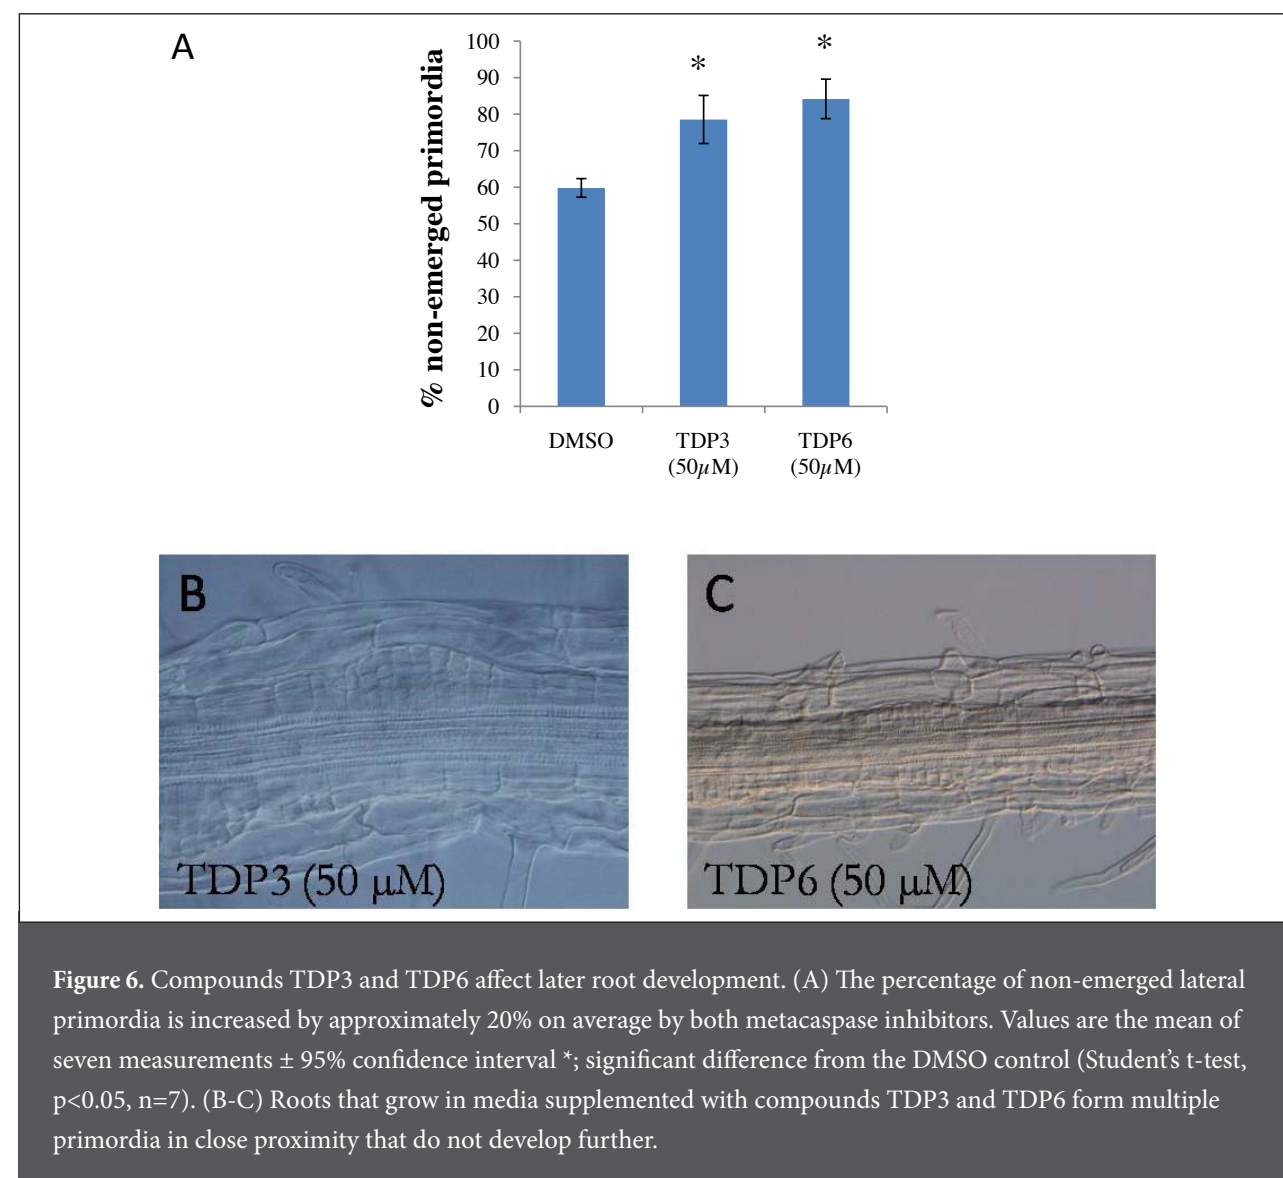 A
% non-emerged primordia
100
90
80
70
60
50
40
30
20
10
0
*
*
DMSO
TDP3
(50µM)
TDP6
(50µM)
B
TDP3 (50 µM)
C
TDP6 (50 µM)
Figure 6. Compounds TDP3 and TDP6 affect later root development. (A) The percentage of non-emerged lateral
primordia is increased by approximately 20% on average by both metacaspase inhibitors. Values are the mean of
seven measurements ± 95% confidence interval *; significant difference from the DMSO control (Student’s t-test,
p<0.05, n=7). (B-C) Roots that grow in media supplemented with compounds TDP3 and TDP6 form multiple
primordia in close proximity that do not develop further.